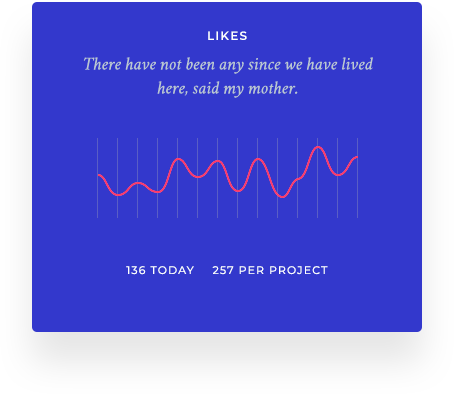 LIKES
There have not been any since we have lived
here, said my mother.
136 TODAY 257 PER PROJECT